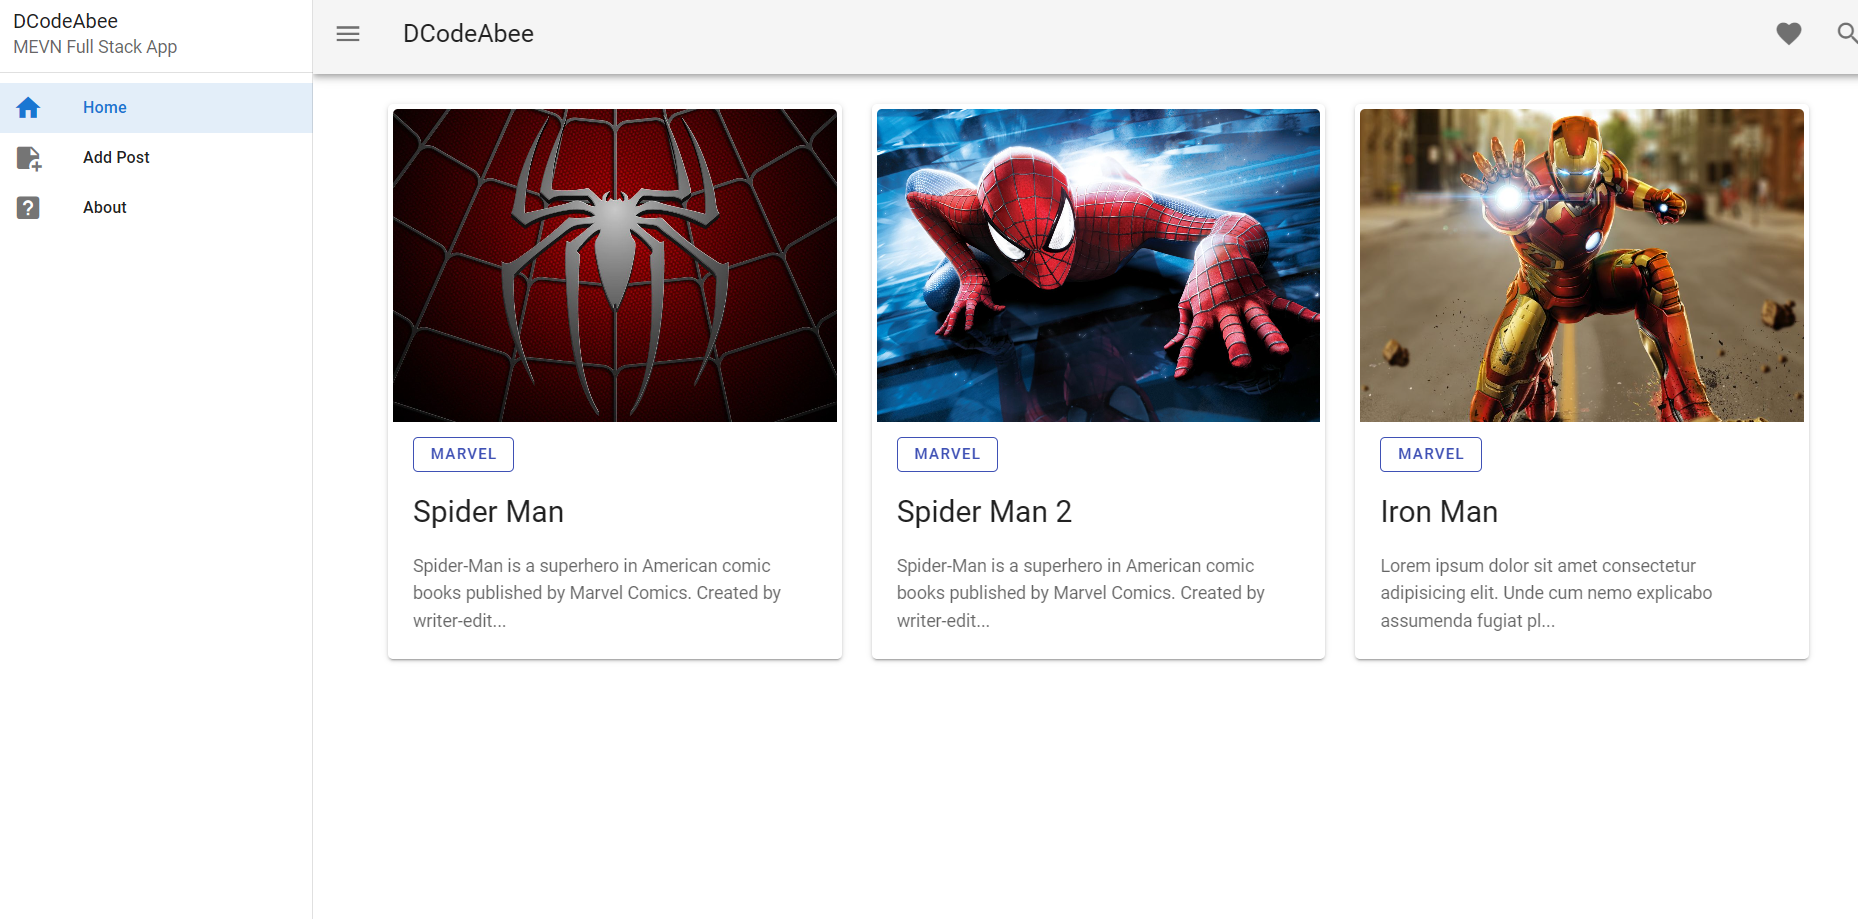 DCodeAbee
MEVN Full Stack App
Home
Add Post
About
DCodeAbee
MARVEL
Spider Man
Spider-Man is a superhero in American comic
books published by Marvel Comics. Created by
writer-edit...
MARVEL
Spider Man 2
Spider-Man is a superhero in American comic
books published by Marvel Comics. Created by
writer-edit...
MARVEL
Iron Man
Lorem ipsum dolor sit amet consectetur
adipisicing elit. Unde cum nemo explicabo
assumenda fugiat pl...